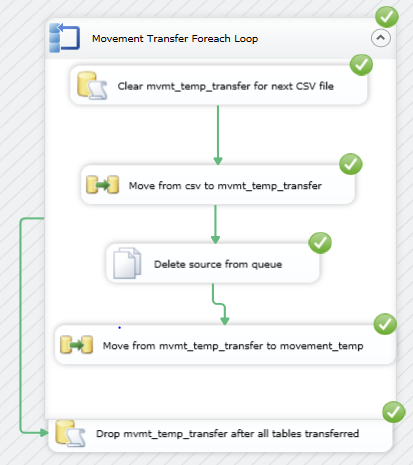 Movement Transfer Foreach Loop
Clear mvmt_temp_transfer for next CSV file
Move from csv to mvmt_temp_transfer
Delete source from queue
Move from mvmt_temp_transfer to movement_temp
Drop mvmt_temp_transfer after all tables transferred